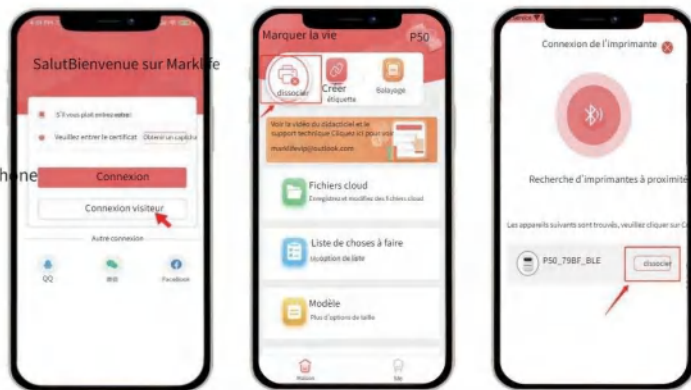 SalutBienvenue sur Marklife
S'il vous plaît entrez votre
Veuillez entrer le certificat
Obtenir un captcha
hone
Connexion
Connexion visiteur
Autre connexion
QQ
微信
Facebook
Marquer la vie
P50
dissocier
Créer
étiquette
Balayage
Voir la vidéo du didacticiel et le
support technique Cliquez ici pour voir
marklifevip@outlook.com
Fichiers cloud
Enregistrez et modifiez des fichiers cloud
Liste de choses à faire
Modèle
Plus d'options de taille
Maison
Me
Connexion de l'imprimante
Recherche d'imprimantes à proximité
Les appareils suivants sont trouvés, veuillez cliquer sur
P50_79BF_BLE
dissocier